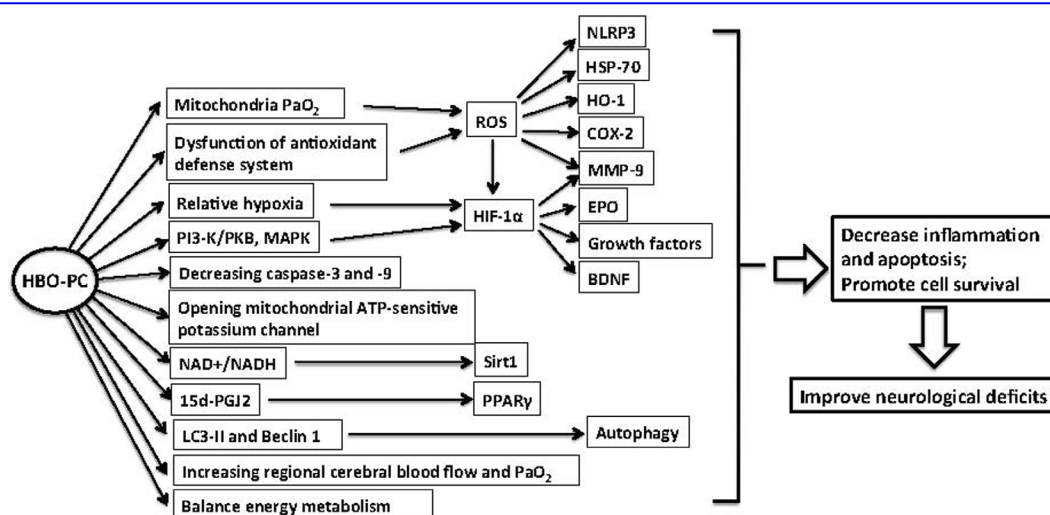 HBO-PC
Mitochondria PaO₂
Dysfunction of antioxidant
defense system
Relative hypoxia
PI3-K/PKB, MAPK
Decreasing caspase-3 and -9
Opening mitochondrial ATP-sensitive
potassium channel
NAD+/NADH
15d-PGJ2
LC3-II and Beclin 1
Increasing regional cerebral blood flow and PaO₂
Balance energy metabolism
ROS
HIF-1α
Sirt1
PPARγ
NLRP3
HSP-70
HO-1
COX-2
MMP-9
EPO
Growth factors
BDNF
Autophagy
Decrease inflammation
and apoptosis;
Promote cell survival
Improve neurological deficits